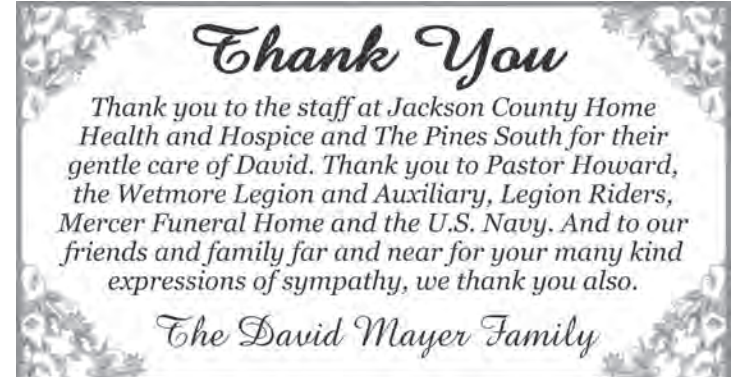 Thank You
Thank you to the staff at Jackson County Home
Health and Hospice and The Pines South for their
gentle care of David. Thank you to Pastor Howard,
the Wetmore Legion and Auxiliary, Legion Riders,
Mercer Funeral Home and the U.S. Navy. And to our
friends and family far and near for your many kind
expressions of sympathy, we thank you also.
The David Mayer Family